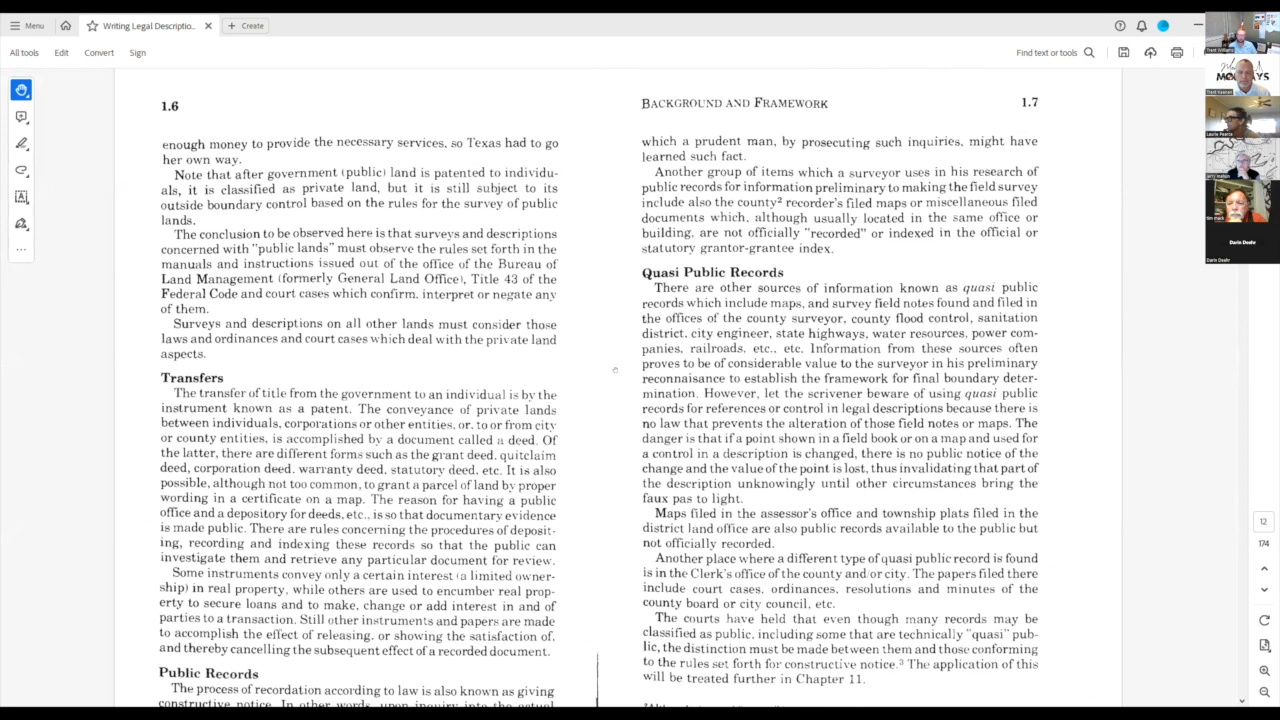 Menu
Writing Legal Descriptio...
Create
All tools
Edit
Convert
Sign
Find text or tools
1.6
enough money to provide the necessary services, so Texas had to go
her own way.
Note that after government (public) land is patented to individu-
als, it is classified as private land, but it is still subject to its
outside boundary control based on the rules for the survey of public
lands.
The conclusion to be observed here is that surveys and descriptions
concerned with "public lands" must observe the rules set forth in the
manuals and instructions issued out of the office of the Bureau of
Land Management (formerly General Land Office), Title 43 of the
Federal Code and court cases which confirm, interpret or negate any
of them.
Surveys and descriptions on all other lands must consider those
laws and ordinances and court cases which deal with the private land
aspects.
Transfers
The transfer of title from the government to an individual is by the
instrument known as a patent. The conveyance of private lands
between individuals, corporations or other entities, or, to or from city
or county entities, is accomplished by a document called a deed. Of
the latter, there are different forms such as the grant deed, quitclaim
deed, corporation deed, warranty deed, statutory deed, etc. It is also
possible, although not too common, to grant a parcel of land by proper
wording in a certificate on a map. The reason for having a public
office and a depository for deeds, etc., is so that documentary evidence
is made public. There are rules concerning the procedures of deposit-
ing, recording and indexing these records so that the public can
investigate them and retrieve any particular document for review.
Some instruments convey only a certain interest (a limited owner-
ship) in real property, while others are used to encumber real prop-
erty to secure loans and to make, change or add interest in and of
parties to a transaction. Still other instruments and papers are made
to accomplish the effect of releasing, or showing the satisfaction of,
and thereby cancelling the subsequent effect of a recorded document.
Public Records
The process of recordation according to law is also known as giving
constructive notice. In other words, upon inquiry into the actual
BACKGROUND AND FRAMEWORK
1.7
which a prudent man, by prosecuting such inquiries, might have
learned such fact.
Another group of items which a surveyor uses in his research of
public records for information preliminary to making the field survey
include also the county² recorder's filed maps or miscellaneous filed
documents which, although usually located in the same office or
building, are not officially "recorded" or indexed in the official or
statutory grantor-grantee index.
Quasi Public Records
There are other sources of information known as quasi public
records which include maps, and survey field notes found and filed in
the offices of the county surveyor, county flood control, sanitation
district, city engineer, state highways, water resources, power com-
panies, railroads, etc., etc. Information from these sources often
proves to be of considerable value to the surveyor in his preliminary
reconnaisance to establish the framework for final boundary deter-
mination. However, let the scrivener beware of using quasi public
records for references or control in legal descriptions because there is
no law that prevents the alteration of those field notes or maps. The
danger is that if a point shown in a field book or on a map and used for
a control in a description is changed, there is no public notice of the
change and the value of the point is lost, thus invalidating that part of
the description unknowingly until other circumstances bring the
faux pas to light.
Maps filed in the assessor's office and township plats filed in the
district land office are also public records available to the public but
not officially recorded.
Another place where a different type of quasi public record is found
is in the Clerk's office of the county and/or city. The papers filed there
include court cases, ordinances, resolutions and minutes of the
county board or city council, etc.
The courts have held that even though many records may be
classified as public, including some that are technically "quasi" pub-
lic, the distinction must be made between them and those conforming
to the rules set forth for constructive notice.³ The application of this
will be treated further in Chapter 11.
12
174
Trent Williams
Trent Keenan
Darin Deehr
Darin Deehr